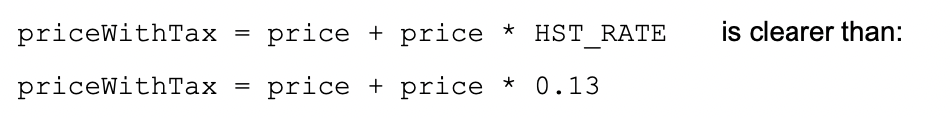 priceWithTax = price + price * HST_RATE is clearer than:
priceWithTax = price + price * 0.13